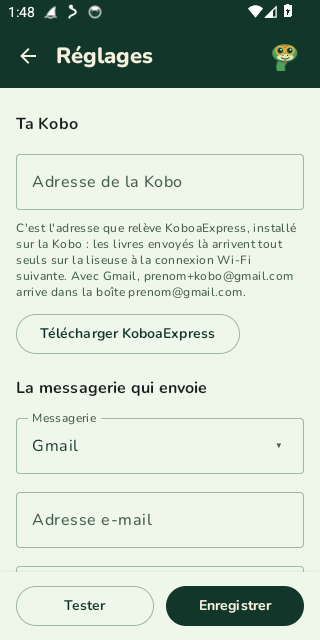 1:48
Réglages
Ta Kobo
Adresse de la Kobo
C'est l'adresse que relève KoboaExpress, installé
sur la Kobo : les livres envoyés là arrivent tout
seuls sur la liseuse à la connexion Wi-Fi
suivante. Avec Gmail, prenom+kobo@gmail.com
arrive dans la boîte prenom@gmail.com.
Télécharger KoboaExpress
La messagerie qui envoie
Messagerie
Gmail
Adresse e-mail
Tester
Enregistrer